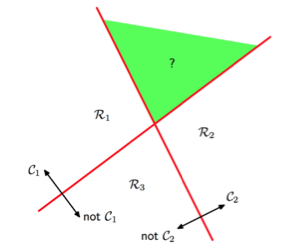 ?
R₁
R₂
C₁
R₃
not C₁
C₂
not C₂